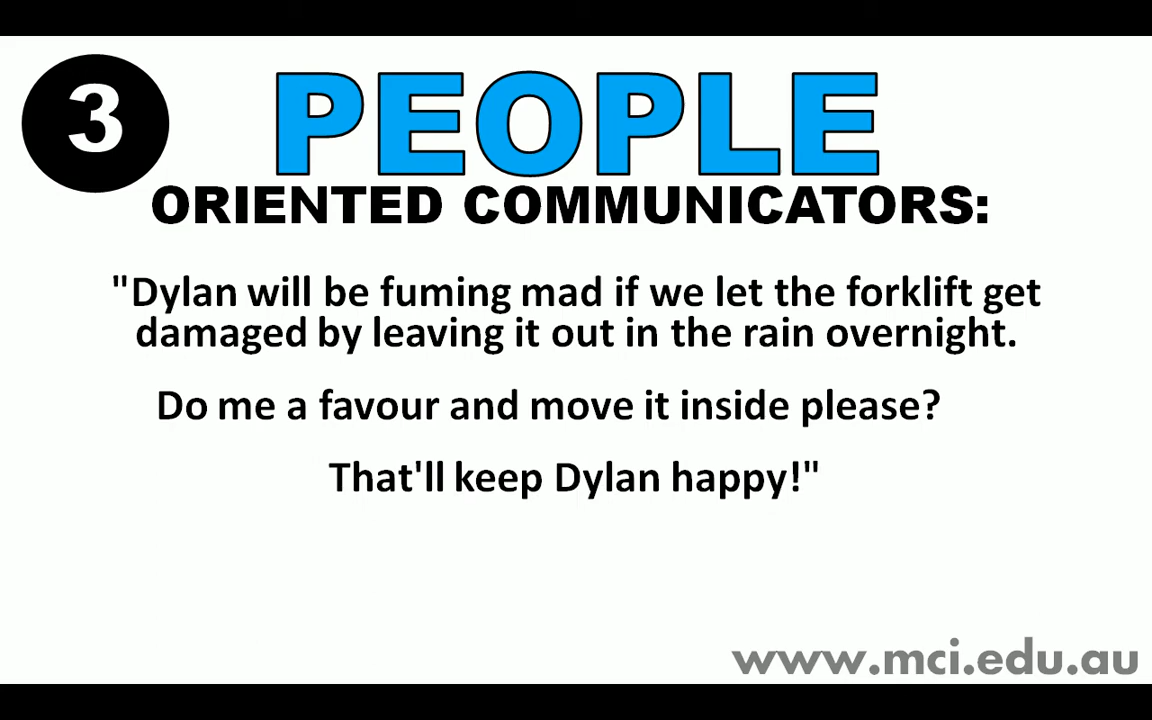 3
PEOPLE
ORIENTED COMMUNICATORS:
"Dylan will be fuming mad if we let the forklift get
damaged by leaving it out in the rain overnight.
Do me a favour and move it inside please?
That'll keep Dylan happy!"
www.mci.edu.au